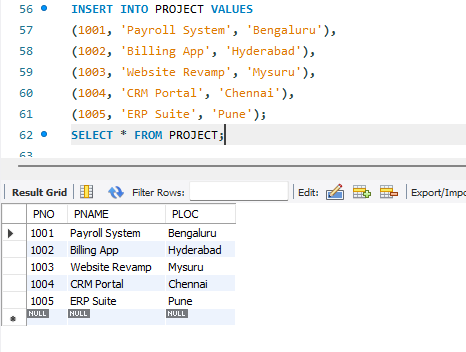 56 INSERT INTO PROJECT VALUES
57 (1001, 'Payroll System', 'Bengaluru'),
58 (1002, 'Billing App', 'Hyderabad'),
59 (1003, 'Website Revamp', 'Mysuru'),
60 (1004, 'CRM Portal', 'Chennai'),
61 (1005, 'ERP Suite', 'Pune');
62 SELECT * FROM PROJECT;
63
Result Grid Filter Rows: Edit: Export/Impo
PNO PNAME PLOC
1001 Payroll System Bengaluru
1002 Billing App Hyderabad
1003 Website Revamp Mysuru
1004 CRM Portal Chennai
1005 ERP Suite Pune
NULL NULL NULL